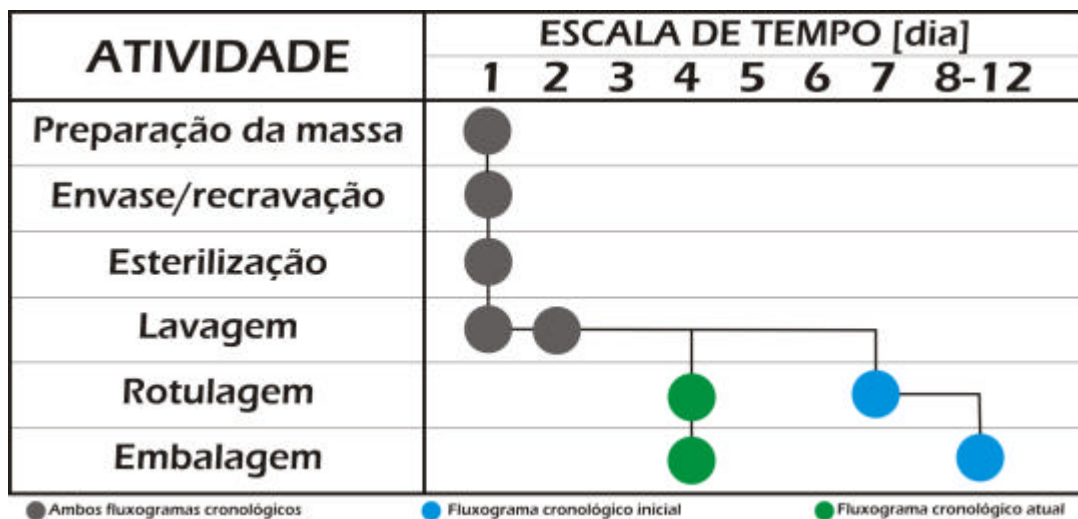 ATIVIDADE
ESCALA DE TEMPO [dia]
1 2 3 4 5 6 7 8-12
Preparação da massa
Envase/recravação
Esterilização
Lavagem
Rotulagem
Embalagem
Ambos fluxogramas cronológicos
Fluxograma cronológico inicial
Fluxograma cronológico atual